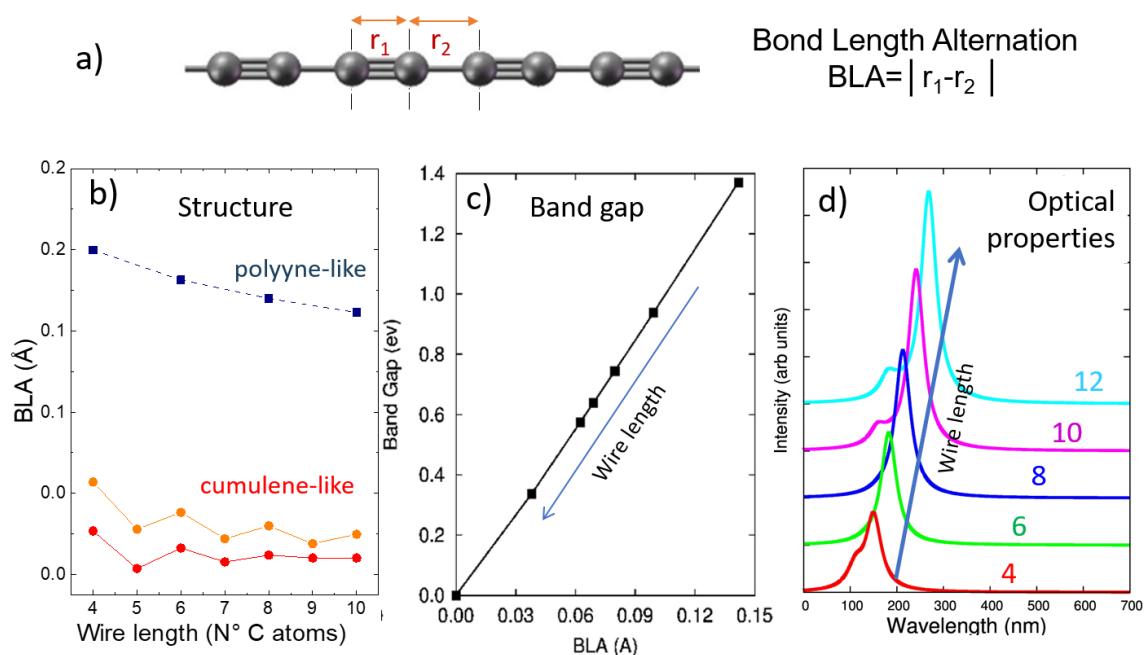 a)
r1
r2
Bond Length Alternation
BLA=| r1-r2 |
b)
Structure
polyyne-like
cumulene-like
BLA (Å)
0.2
0.2
0.1
0.1
0.0
0.0
4 5 6 7 8 9 10
Wire length (N° C atoms)
c)
Band gap
Wire length
Band Gap (ev)
1.4
1.2
1.0
0.8
0.6
0.4
0.2
0.0
0.00 0.03 0.06 0.09 0.12 0.15
BLA (A)
d)
Optical
properties
Wire length
12
10
8
6
4
Intensity (arb units)
0 100 200 300 400 500 600 700
Wavelength (nm)